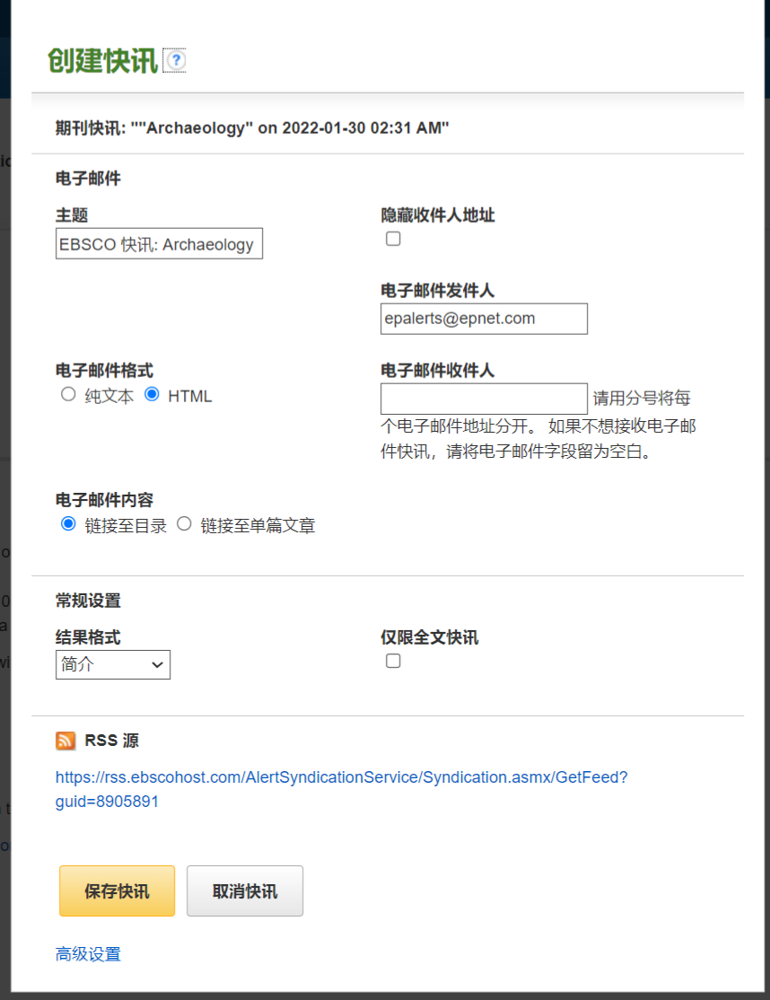 创建快讯 ?
期刊快讯: ""Archaeology" on 2022-01-30 02:31 AM"
电子邮件
主题
EBSCO 快讯: Archaeology
隐藏收件人地址
电子邮件发件人
epalerts@epnet.com
电子邮件格式
纯文本 HTML
电子邮件收件人
请用分号将每
个电子邮件地址分开。 如果不想接收电子邮
件快讯，请将电子邮件字段留为空白。
电子邮件内容
链接至目录 链接至单篇文章
常规设置
结果格式
简介
仅限全文快讯
RSS 源
https://rss.ebscohost.com/AlertSyndicationService/Syndication.asmx/GetFeed?
guid=8905891
保存快讯 取消快讯
高级设置